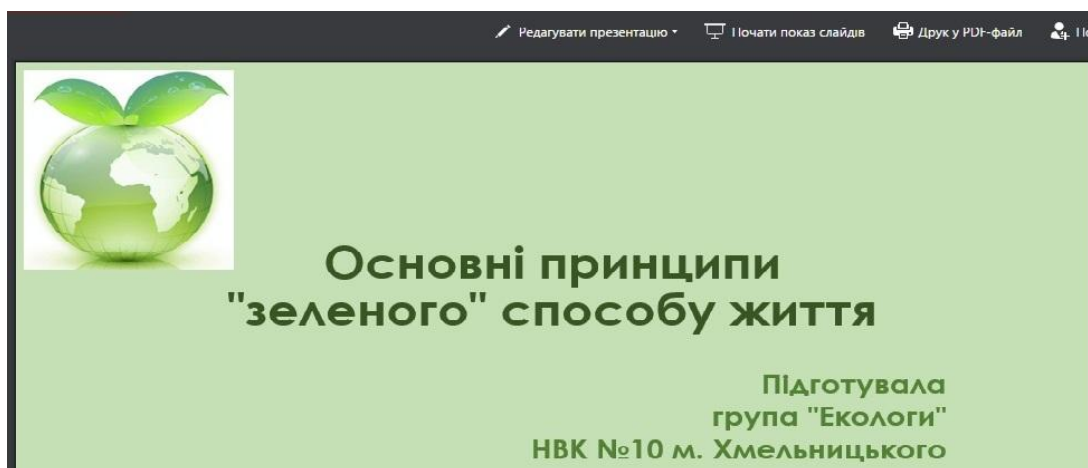 Редагувати презентацію Почати показ слайдів Друк у PDF-файл
Основні принципи
"зеленого" способу життя
Підготувала
група "Екологи"
НВК №10 м. Хмельницького